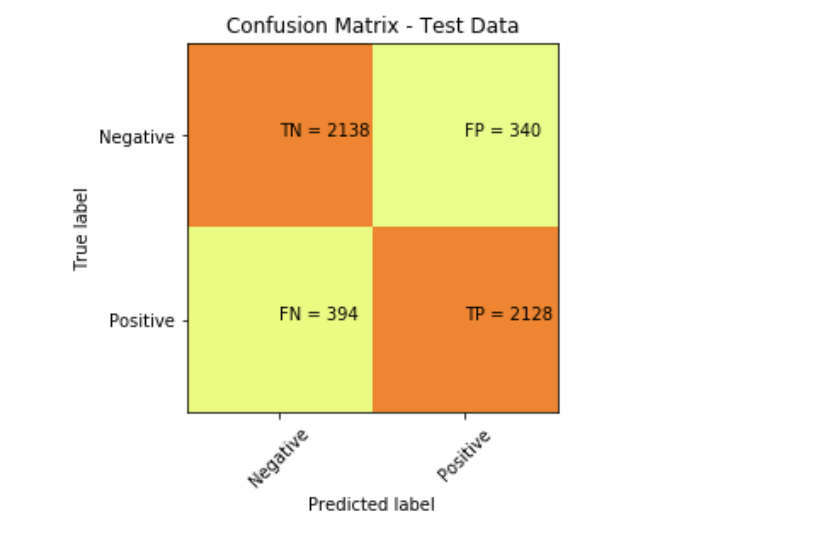 Confusion Matrix - Test Data
Negative
TN = 2138
FP = 340
True label
Positive
FN = 394
TP = 2128
Negative
Positive
Predicted label